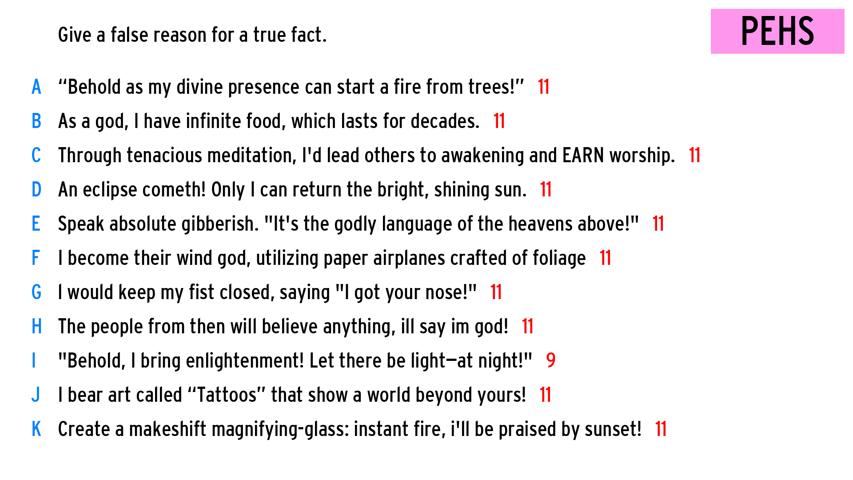 Give a false reason for a true fact.
PEHS
A “Behold as my divine presence can start a fire from trees!” 11
B As a god, I have infinite food, which lasts for decades. 11
C Through tenacious meditation, I'd lead others to awakening and EARN worship. 11
D An eclipse cometh! Only I can return the bright, shining sun. 11
E Speak absolute gibberish. "It's the godly language of the heavens above!" 11
F I become their wind god, utilizing paper airplanes crafted of foliage 11
G I would keep my fist closed, saying "I got your nose!" 11
H The people from then will believe anything, ill say im god! 11
I "Behold, I bring enlightenment! Let there be light—at night!" 9
J I bear art called “Tattoos” that show a world beyond yours! 11
K Create a makeshift magnifying-glass: instant fire, i'll be praised by sunset! 11